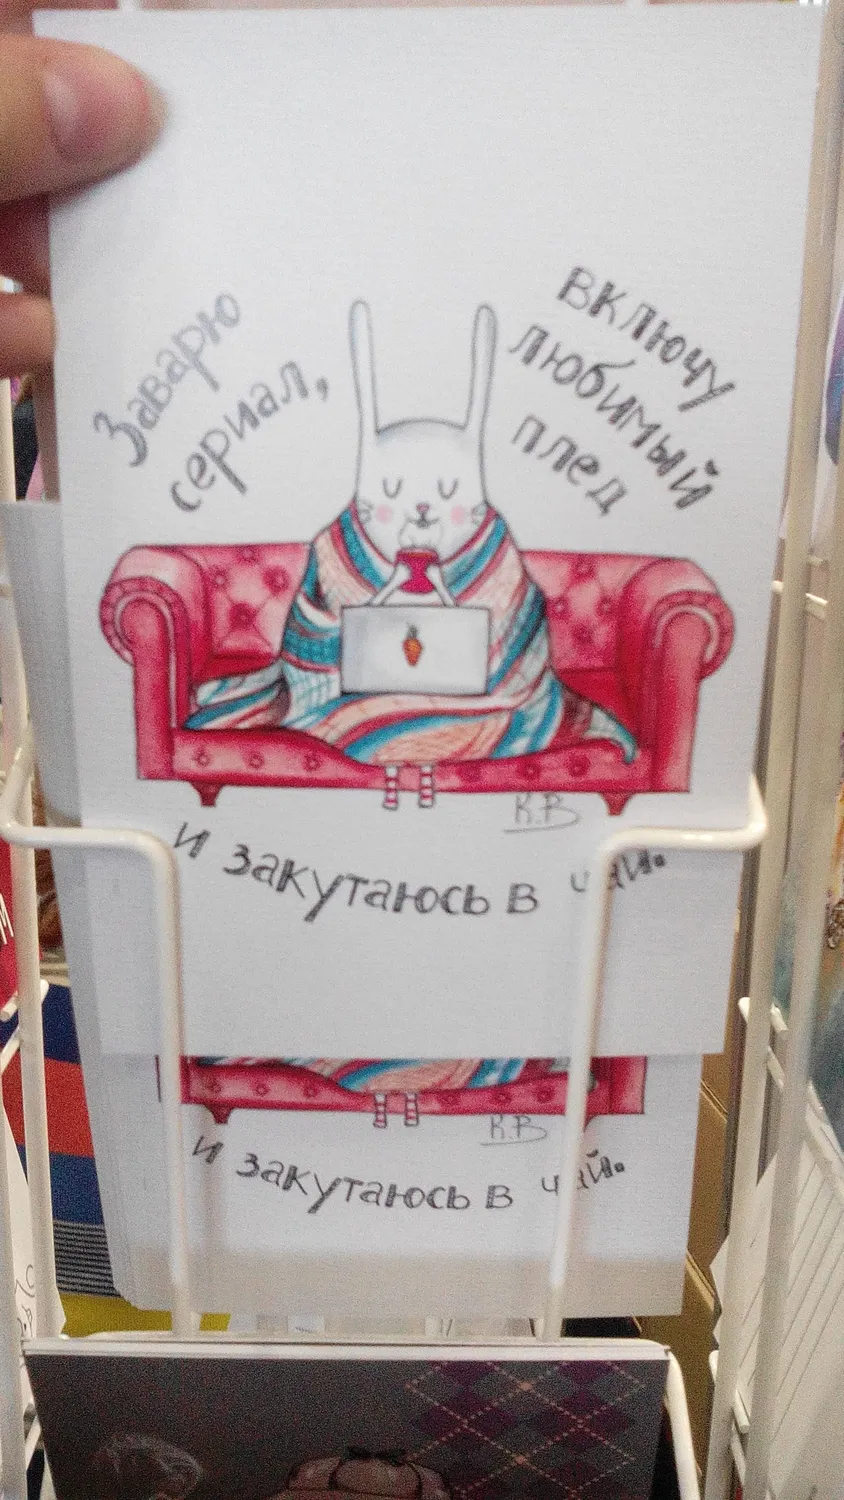 Заварю
сериал,
включу
любимый
плед
К.В
и закутаюсь в чай.
К.В
и закутаюсь в чай.